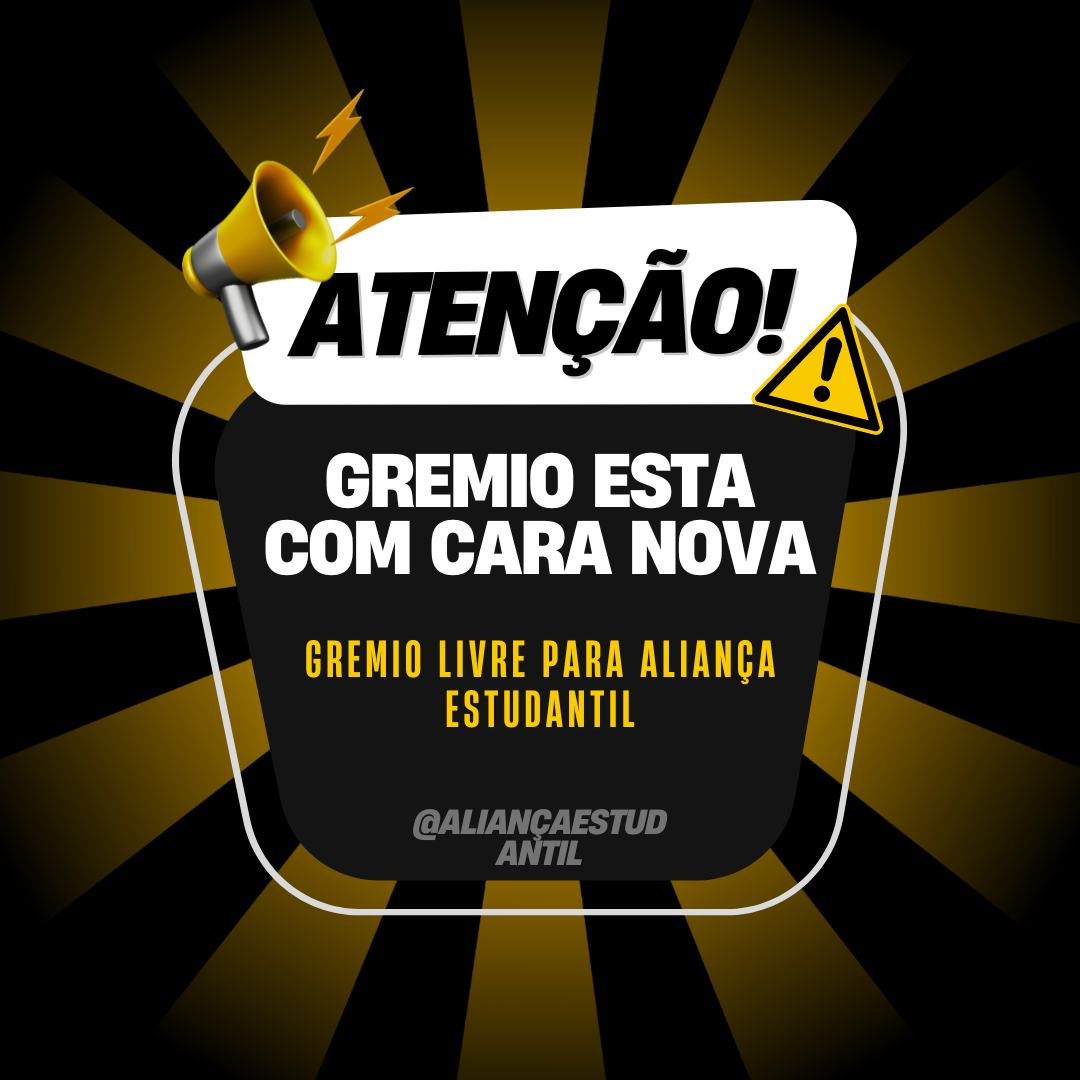 ATENÇÃO!
GREMIO ESTA
COM CARA NOVA
GREMIO LIVRE PARA ALIANÇA
ESTUDANTIL
@ALIANÇAESTUD
ANTIL